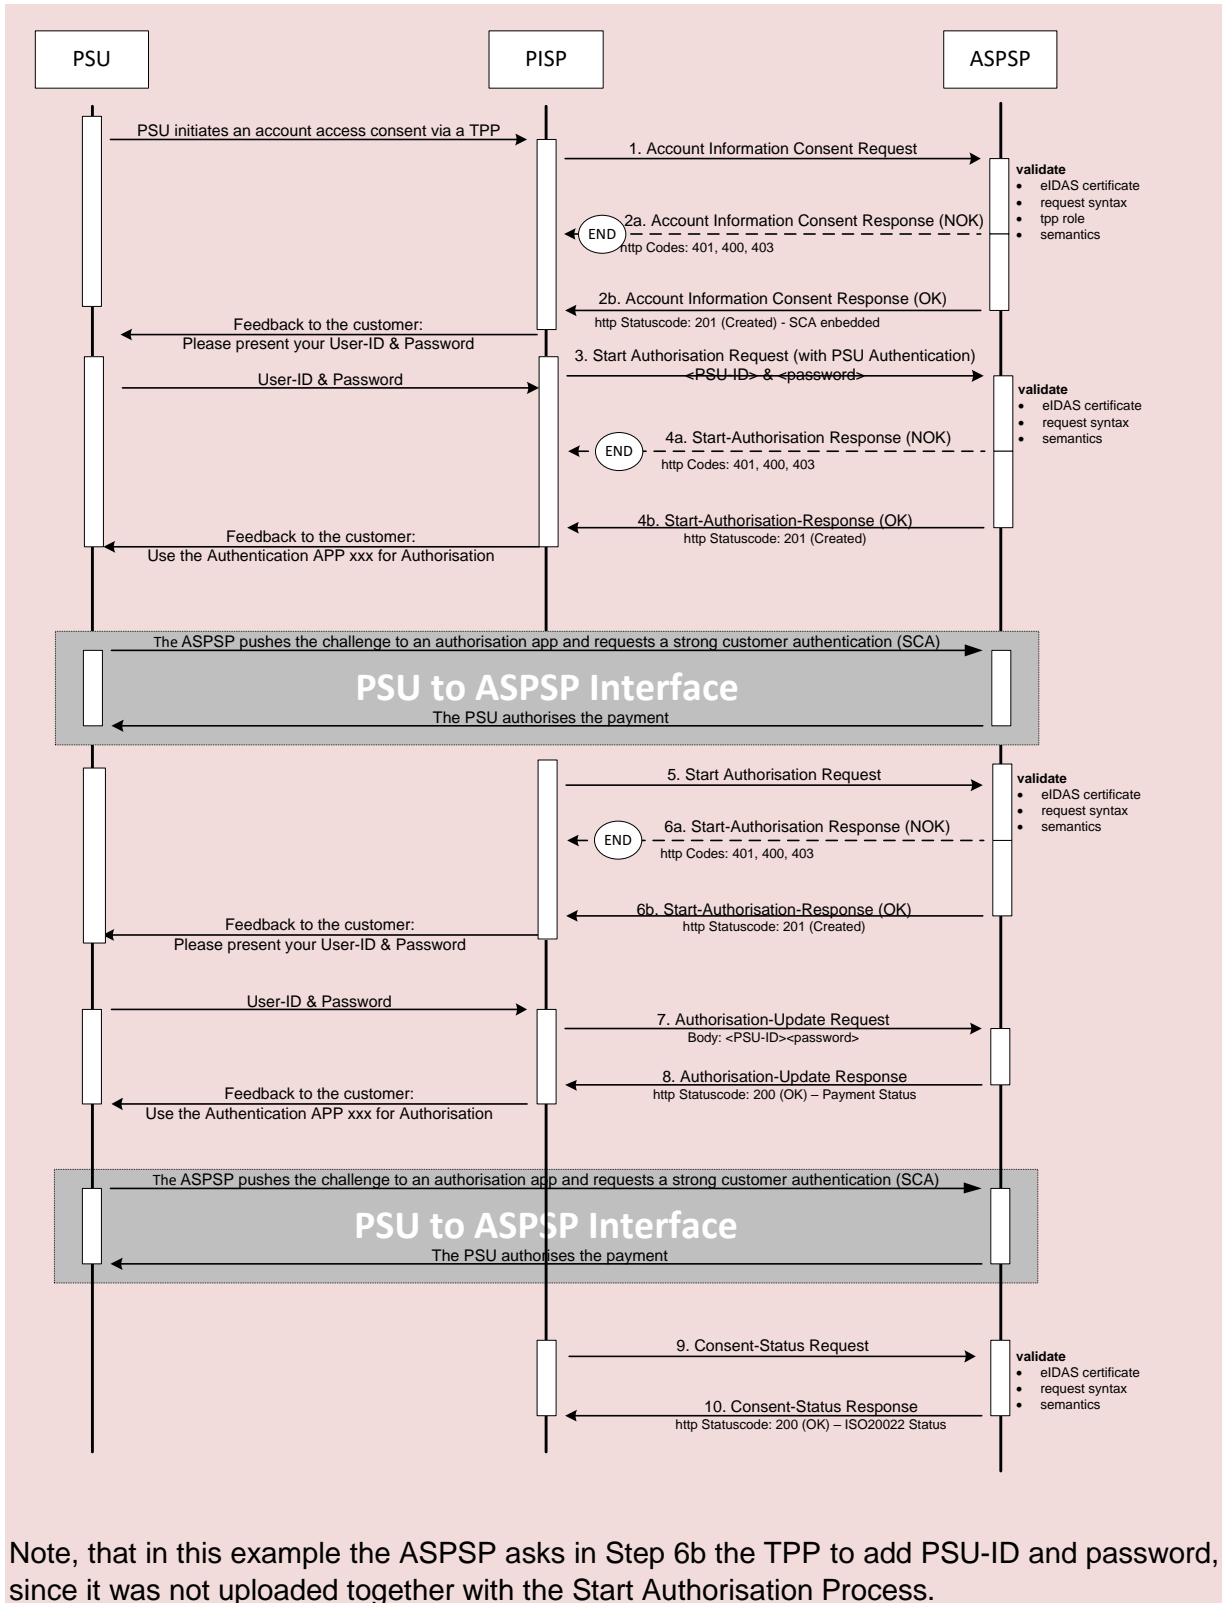 PSU
PISP
ASPSP
PSU initiates an account access consent via a TPP
1. Account Information Consent Request
validate
• eIDAS certificate
• request syntax
• tpp role
• semantics
2a. Account Information Consent Response (NOK)
END
http Codes: 401, 400, 403
2b. Account Information Consent Response (OK)
http Statuscode: 201 (Created) - SCA enbedded
Feedback to the customer:
Please present your User-ID & Password
3. Start Authorisation Request (with PSU Authentication)
<PSU-ID> & <password>
User-ID & Password
validate
• eIDAS certificate
• request syntax
• semantics
4a. Start-Authorisation Response (NOK)
END
http Codes: 401, 400, 403
4b. Start-Authorisation-Response (OK)
http Statuscode: 201 (Created)
Feedback to the customer:
Use the Authentication APP xxx for Authorisation
The ASPSP pushes the challenge to an authorisation app and requests a strong customer authentication (SCA)
PSU to ASPSP Interface
The PSU authorises the payment
5. Start Authorisation Request
validate
• eIDAS certificate
• request syntax
• semantics
6a. Start-Authorisation Response (NOK)
END
http Codes: 401, 400, 403
6b. Start-Authorisation-Response (OK)
http Statuscode: 201 (Created)
Feedback to the customer:
Please present your User-ID & Password
User-ID & Password
7. Authorisation-Update Request
Body: <PSU-ID><password>
8. Authorisation-Update Response
http Statuscode: 200 (OK) – Payment Status
Feedback to the customer:
Use the Authentication APP xxx for Authorisation
The ASPSP pushes the challenge to an authorisation app and requests a strong customer authentication (SCA)
PSU to ASPSP Interface
The PSU authorises the payment
9. Consent-Status Request
validate
• eIDAS certificate
• request syntax
• semantics
10. Consent-Status Response
http Statuscode: 200 (OK) – ISO20022 Status
Note, that in this example the ASPSP asks in Step 6b the TPP to add PSU-ID and password,
since it was not uploaded together with the Start Authorisation Process.